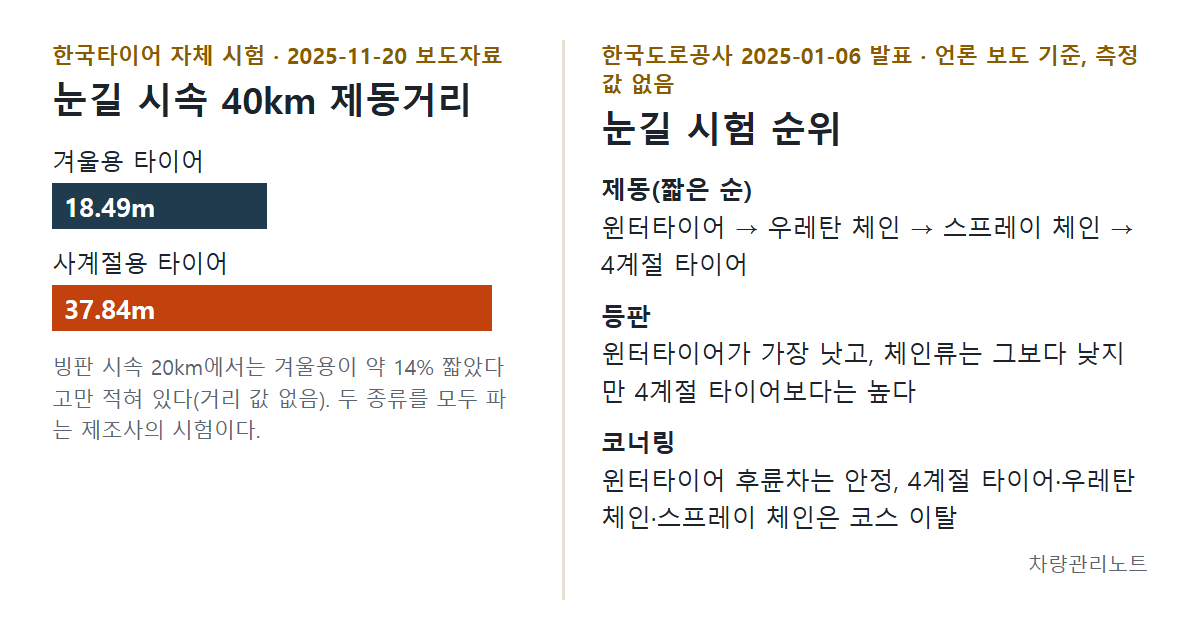 한국타이어 자체 시험 · 2025-11-20 보도자료
눈길 시속 40km 제동거리
겨울용 타이어
18.49m
사계절용 타이어
37.84m
빙판 시속 20km에서는 겨울용이 약 14% 짧았다
고만 적혀 있다(거리 값 없음). 두 종류를 모두 파
는 제조사의 시험이다.
한국도로공사 2025-01-06 발표 · 언론 보도 기준, 측정
값 없음
눈길 시험 순위
제동(짧은 순)
윈터타이어 → 우레탄 체인 → 스프레이 체인 →
4계절 타이어
등판
윈터타이어가 가장 낫고, 체인류는 그보다 낮지
만 4계절 타이어보다는 높다
코너링
윈터타이어 후륜차는 안정, 4계절 타이어·우레탄
체인·스프레이 체인은 코스 이탈
차량관리노트